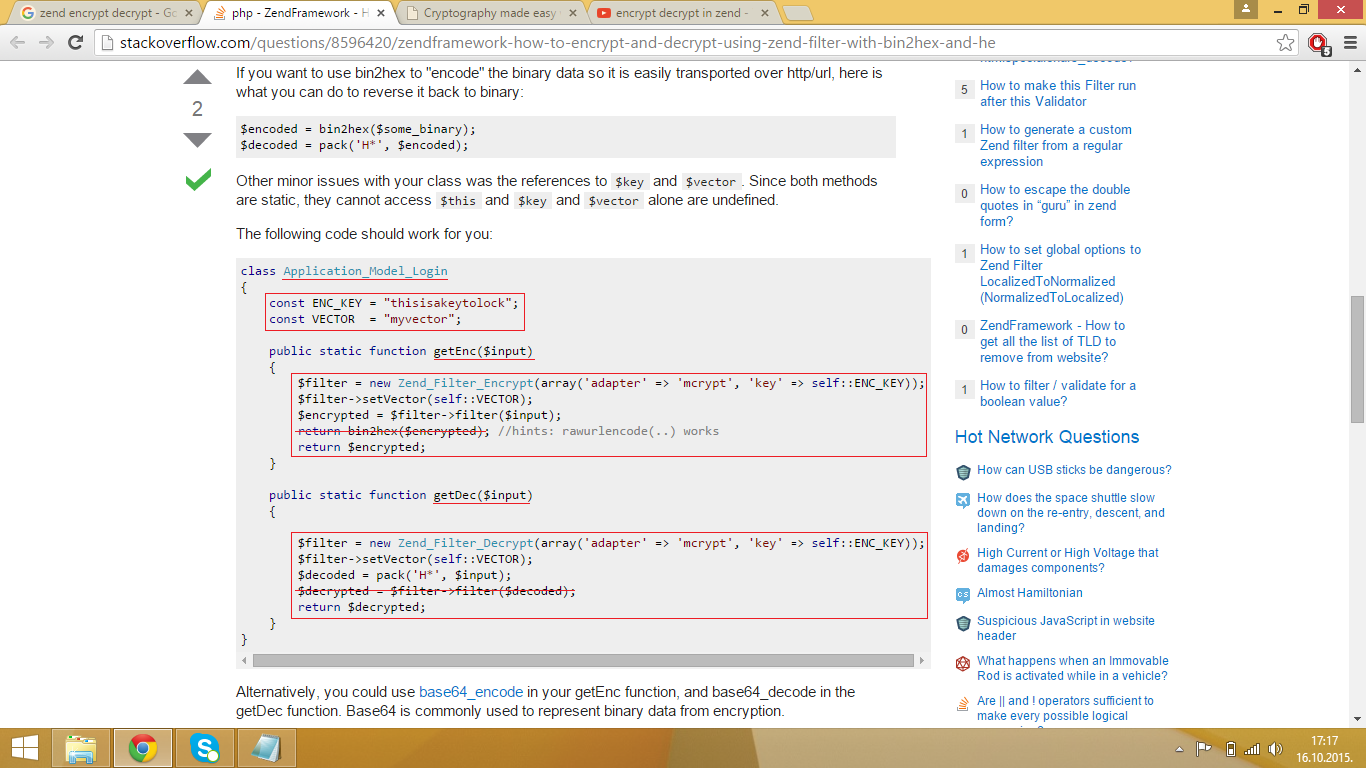 zend encrypt decrypt - Go
php - ZendFramework - H
Cryptography made easy
encrypt decrypt in zend -
stackoverflow.com/questions/8596420/zendframework-how-to-encrypt-and-decrypt-using-zend-filter-with-bin2hex-and-he
5
If you want to use bin2hex to "encode" the binary data so it is easily transported over http/url, here is
what you can do to reverse it back to binary:
2
$encoded = bin2hex($some_binary);
$decoded = pack('H*', $encoded);
Other minor issues with your class was the references to $key and $vector . Since both methods
are static, they cannot access $this and $key and $vector alone are undefined.
The following code should work for you:
class Application_Model_Login
{
const ENC_KEY = "thisisakeytolock";
const VECTOR = "myvector";
public static function getEnc($input)
{
$filter = new Zend_Filter_Encrypt(array('adapter' => 'mcrypt', 'key' => self::ENC_KEY));
$filter->setVector(self::VECTOR);
$encrypted = $filter->filter($input);
return bin2hex($encrypted); //hints: rawurlencode(..) works
return $encrypted;
}
public static function getDec($input)
{
$filter = new Zend_Filter_Decrypt(array('adapter' => 'mcrypt', 'key' => self::ENC_KEY));
$filter->setVector(self::VECTOR);
$decoded = pack('H*', $input);
$decrypted = $filter->filter($decoded);
return $decrypted;
}
}
Alternatively, you could use base64_encode in your getEnc function, and base64_decode in the
getDec function. Base64 is commonly used to represent binary data from encryption.
5 How to make this Filter run
after this Validator
1 How to generate a custom
Zend filter from a regular
expression
0 How to escape the double
quotes in “guru” in zend
form?
1 How to set global options to
Zend Filter
LocalizedToNormalized
(NormalizedToLocalized)
0 ZendFramework - How to
get all the list of TLD to
remove from website?
1 How to filter / validate for a
boolean value?
Hot Network Questions
How can USB sticks be dangerous?
How does the space shuttle slow
down on the re-entry, descent, and
landing?
High Current or High Voltage that
damages components?
CS Almost Hamiltonian
Suspicious JavaScript in website
header
What happens when an Immovable
Rod is activated while in a vehicle?
Are || and ! operators sufficient to
make every possible logical
17:17
16.10.2015.